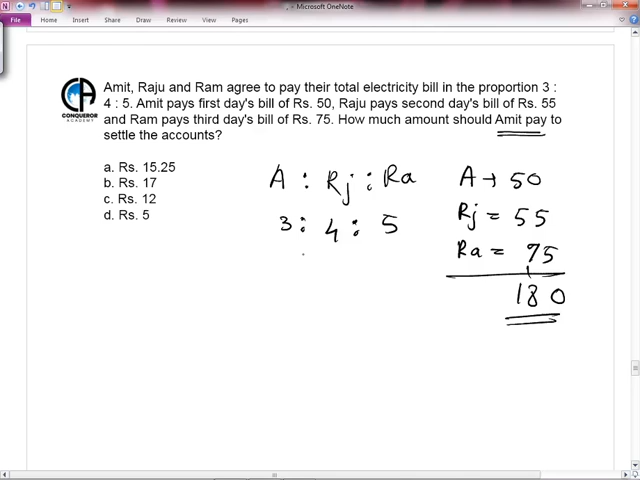 Microsoft OneNote
File Home Insert Share Draw Review View Pages
Amit, Raju and Ram agree to pay their total electricity bill in the proportion 3 :
4 : 5. Amit pays first day's bill of Rs. 50, Raju pays second day's bill of Rs. 55
and Ram pays third day's bill of Rs. 75. How much amount should Amit pay to
settle the accounts?
CONQUEROR
ACADEMY
a. Rs. 15.25
b. Rs. 17
c. Rs. 12
d. Rs. 5
A : Rj : Ra
3 : 4 : 5
A → 50
Rj = 55
Ra = 75
180